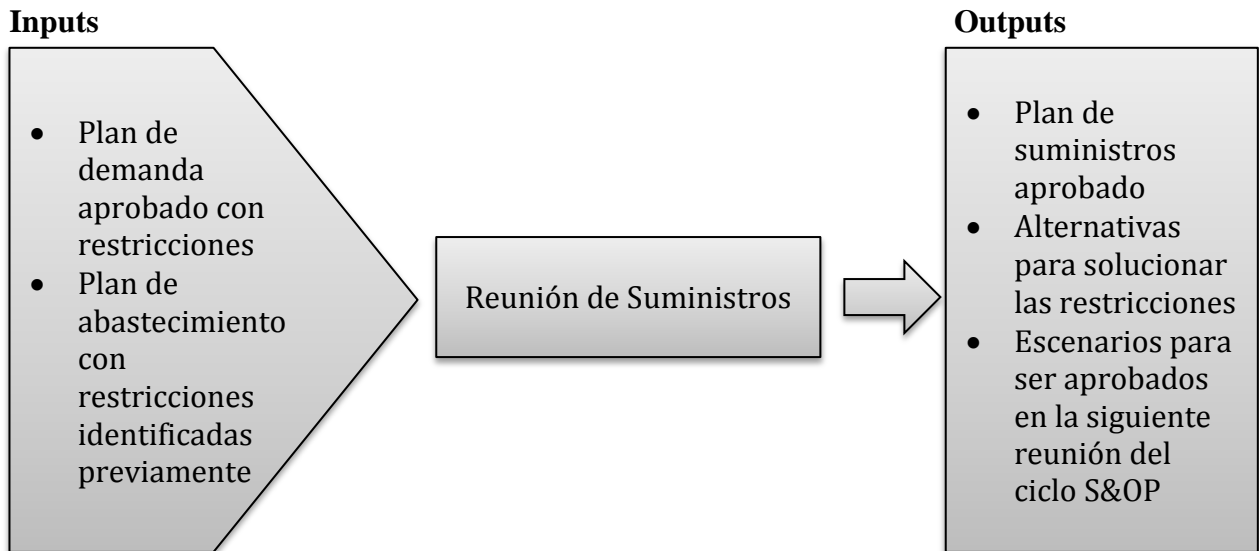 Inputs
• Plan de
demanda
aprobado con
restricciones
• Plan de
abastecimiento
con
restricciones
identificadas
previamente
Reunión de Suministros
Outputs
• Plan de
suministros
aprobado
• Alternativas
para solucionar
las restricciones
• Escenarios para
ser aprobados
en la siguiente
reunión del
ciclo S&OP